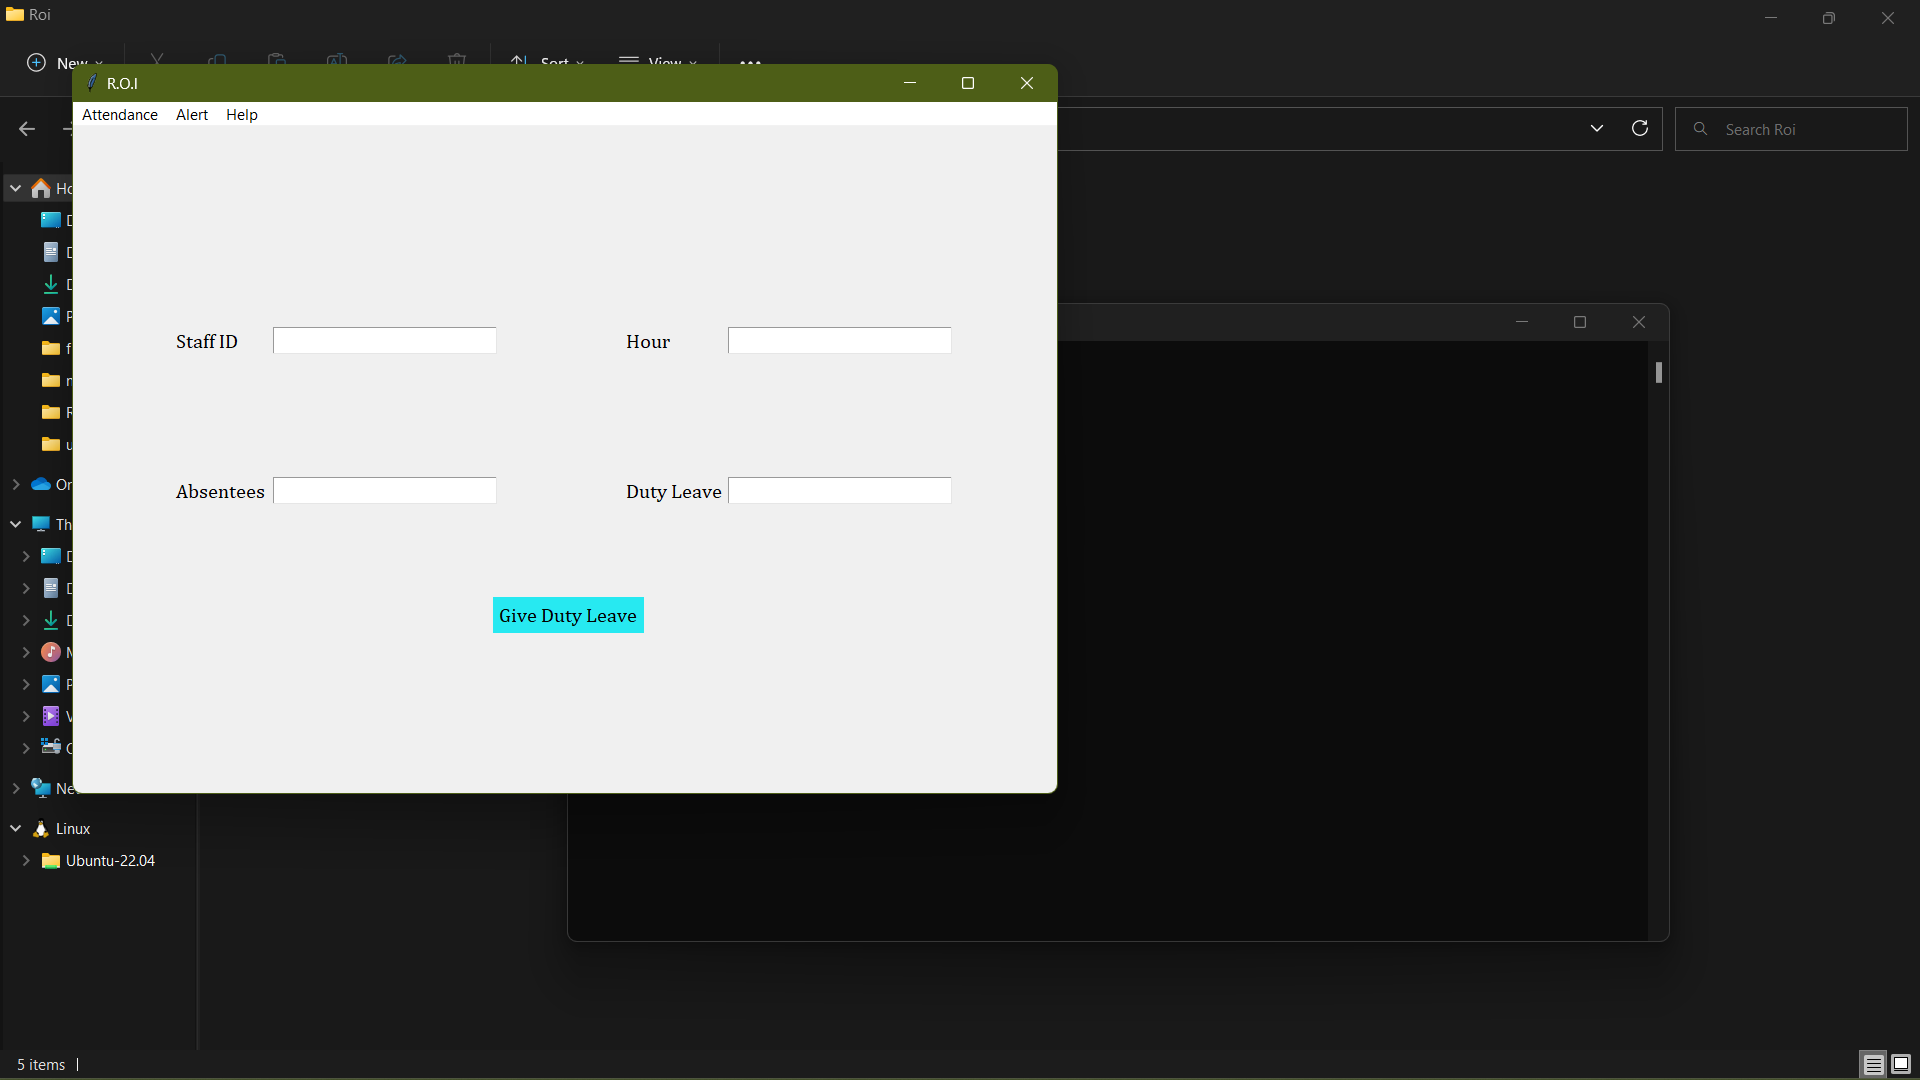 Roi
New
Sort
View
R.O.I
Attendance Alert Help
Search Roi
Staff ID
Hour
Absentees
Duty Leave
Give Duty Leave
Linux
Ubuntu-22.04
5 items